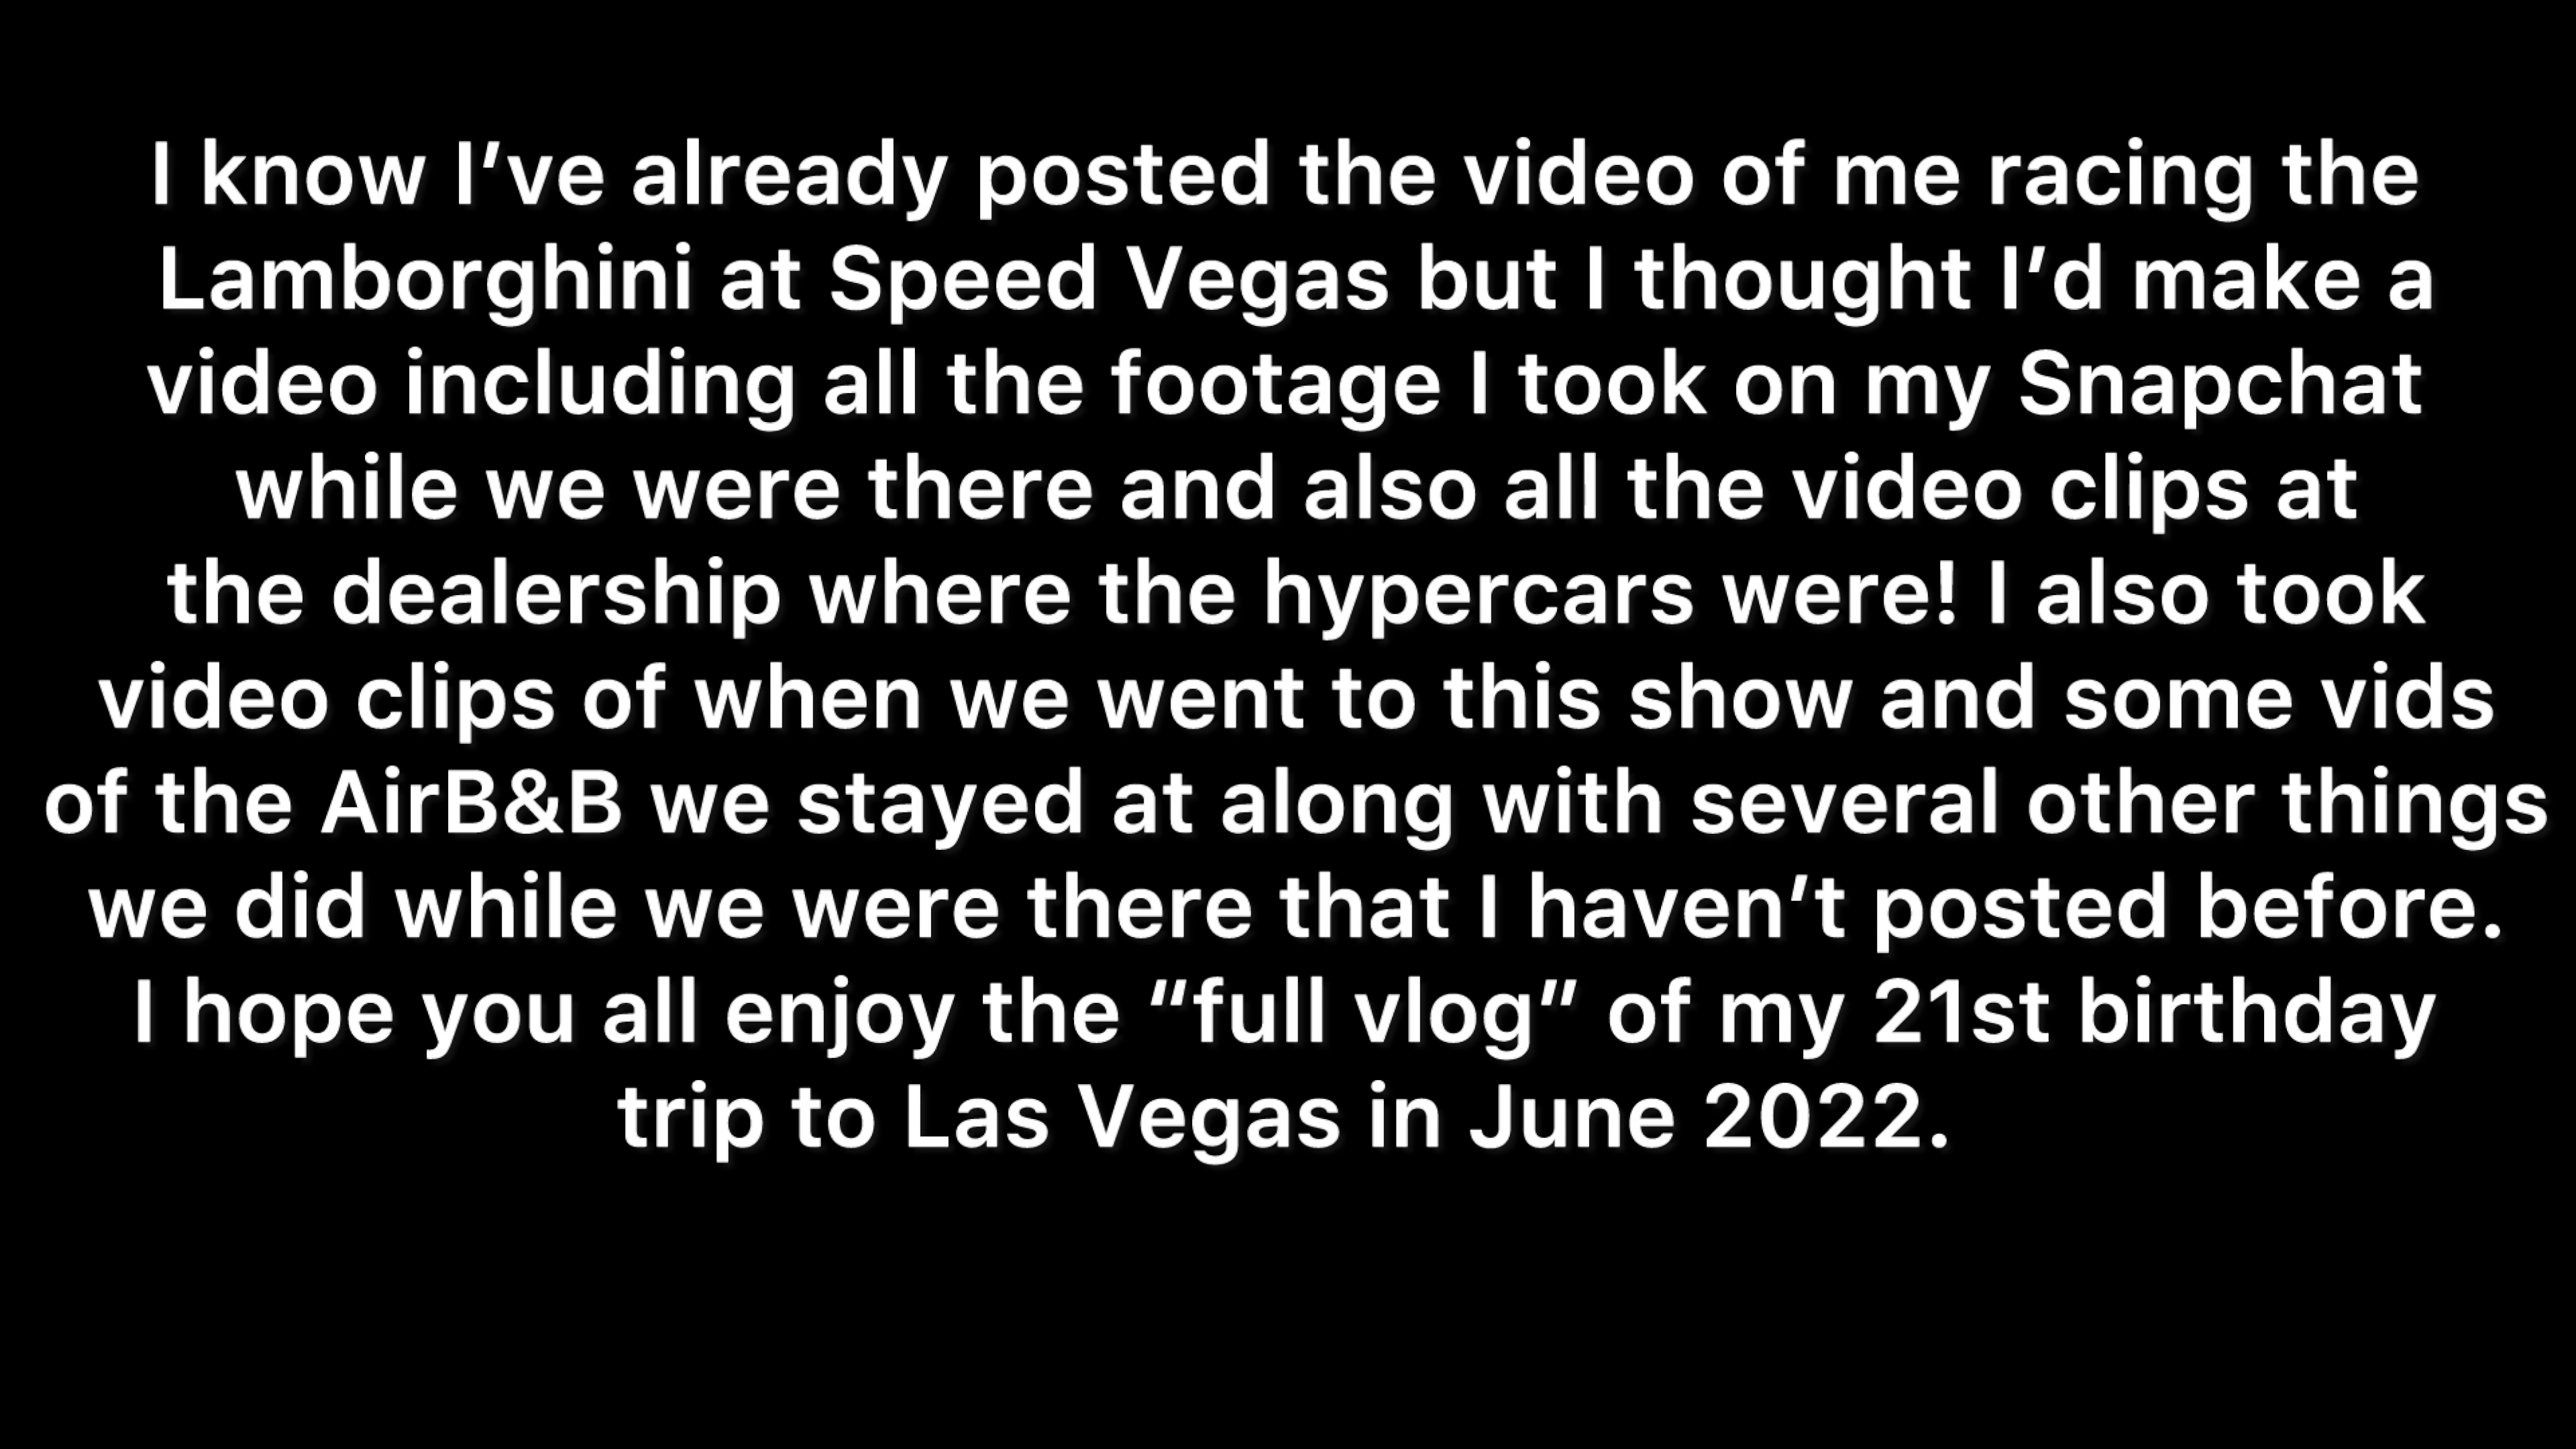 I know I’ve already posted the video of me racing the
Lamborghini at Speed Vegas but I thought I’d make a
video including all the footage I took on my Snapchat
while we were there and also all the video clips at
the dealership where the hypercars were! I also took
video clips of when we went to this show and some vids
of the AirB&B we stayed at along with several other things
we did while we were there that I haven’t posted before.
I hope you all enjoy the “full vlog” of my 21st birthday
trip to Las Vegas in June 2022.